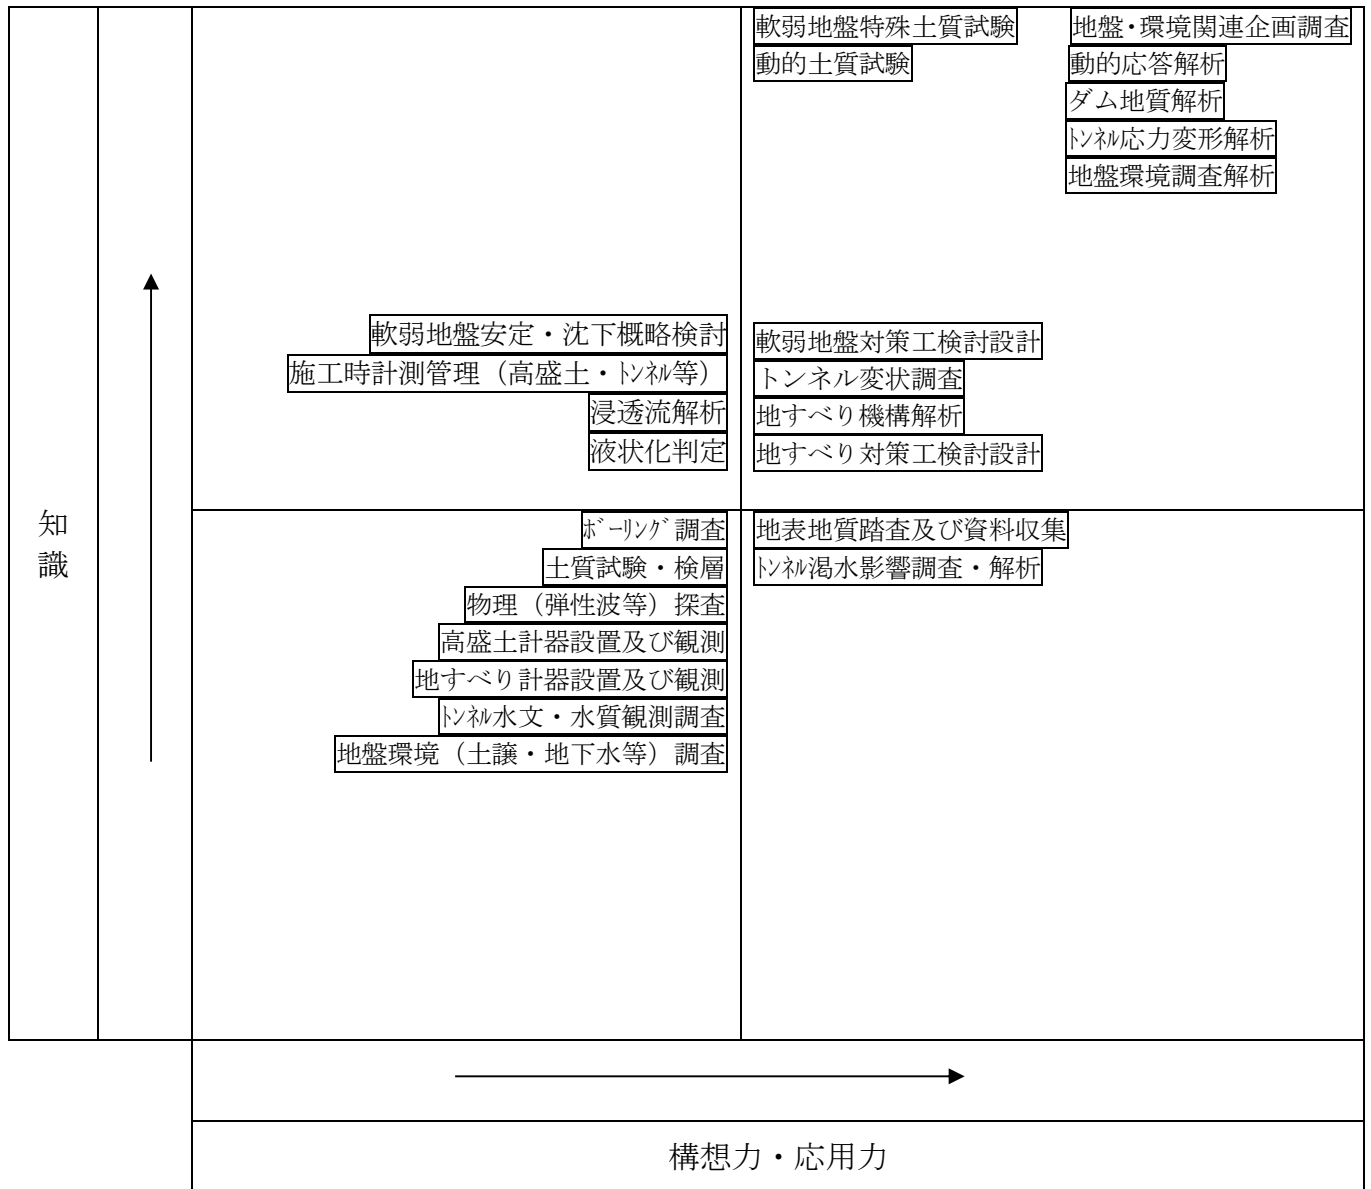 軟弱地盤特殊土質試験
動的土質試験
地盤・環境関連企画調査
動的応答解析
ダム地質解析
ﾄﾝﾈﾙ応力変形解析
地盤環境調査解析
軟弱地盤安定・沈下概略検討
施工時計測管理（高盛土・ﾄﾝﾈﾙ等）
浸透流解析
液状化判定
軟弱地盤対策工検討設計
トンネル変状調査
地すべり機構解析
地すべり対策工検討設計
知
識
ﾎﾞｰﾘﾝｸﾞ調査
土質試験・検層
物理（弾性波等）探査
高盛土計器設置及び観測
地すべり計器設置及び観測
ﾄﾝﾈﾙ水文・水質観測調査
地盤環境（土譲・地下水等）調査
地表地質踏査及び資料収集
ﾄﾝﾈﾙ渇水影響調査・解析
構想力・応用力